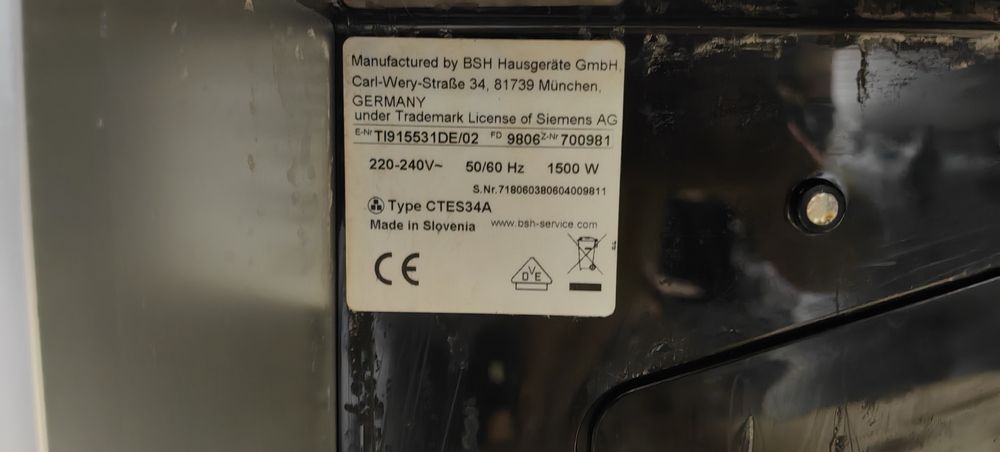 Manufactured by BSH Hausgeräte GmbH,
Carl-Wery-Straße 34, 81739 München,
GERMANY
under Trademark License of Siemens AG
E-Nr TI915531DE/02 FD 9806 Z-Nr 700981
220-240V~ 50/60 Hz 1500 W
S.Nr.718060380604009811
Type CTES34A
Made in Slovenia www.bsh-service.com
CE
DVE